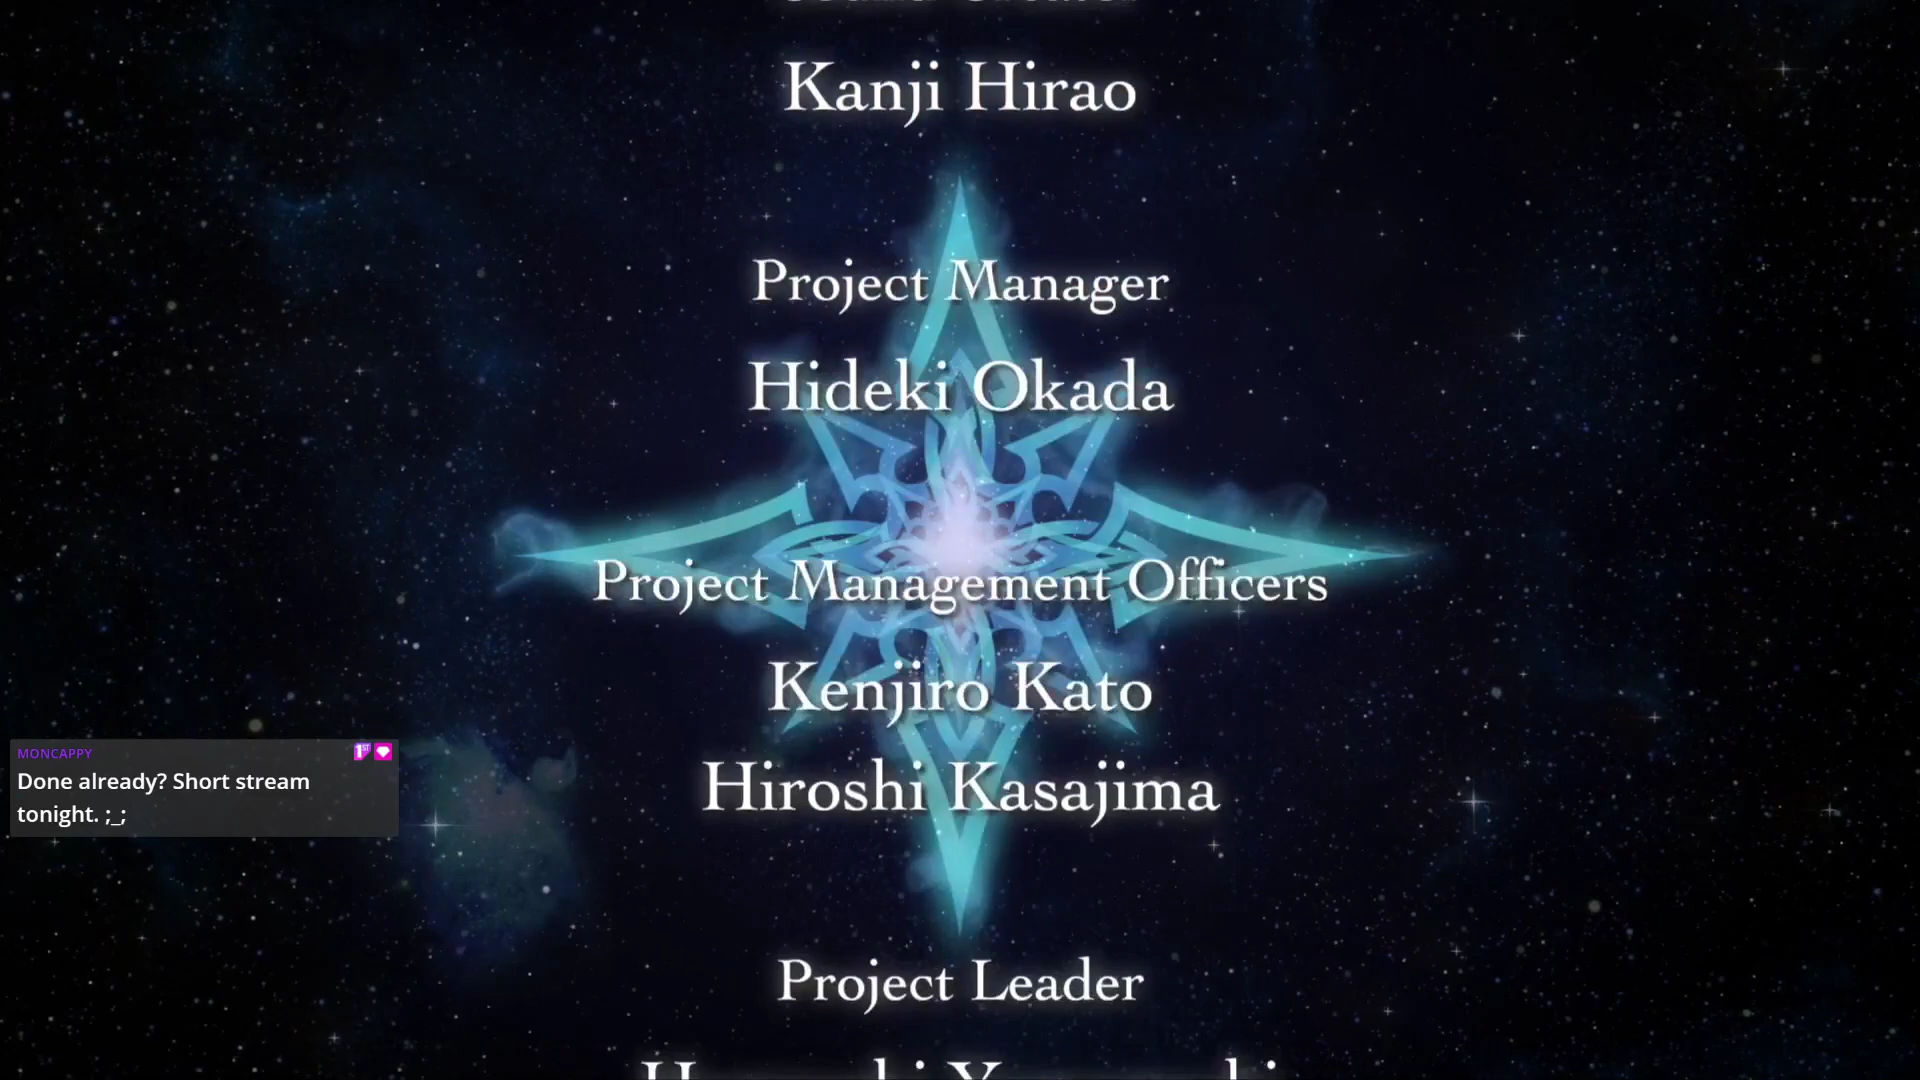 Kanji Hirao
Project Manager
Hideki Okada
Project Management Officers
Kenjiro Kato
Hiroshi Kasajima
MONCAPPY
1ST
Done already? Short stream
tonight. ;_;
Project Leader